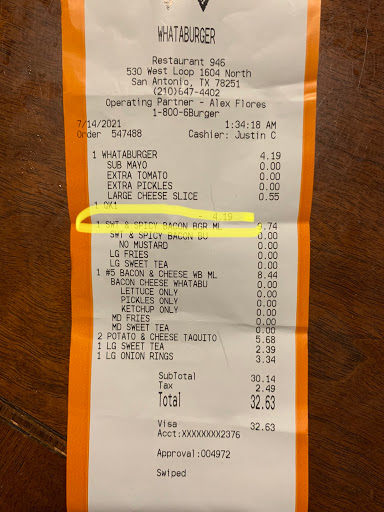 WHATABURGER
Restaurant 946
530 West Loop 1604 North
San Antonio, TX 78251
(210)647-4402
Operating Partner - Alex Flores
1-800-6Burger
7/14/2021 1:34:18 AM
Order 547488 Cashier: Justin C
1 WHATABURGER 4.19
SUB MAYO 0.00
EXTRA TOMATO 0.00
EXTRA PICKLES 0.00
LARGE CHEESE SLICE 0.55
1 QK1
- 4.19
1 SWT & SPICY BACON BGR ML 9.74
SWT & SPICY BACON BU 0.00
NO MUSTARD 0.00
LG FRIES 0.00
LG SWEET TEA 0.00
1 #5 BACON & CHEESE WB ML 8.44
BACON CHEESE WHATABU 0.00
LETTUCE ONLY 0.00
PICKLES ONLY 0.00
KETCHUP ONLY 0.00
MD FRIES 0.00
MD SWEET TEA 0.00
2 POTATO & CHEESE TAQUITO 5.68
1 LG SWEET TEA 2.39
1 LG ONION RINGS 3.34
SubTotal 30.14
Tax 2.49
Total 32.63
Visa 32.63
Acct:XXXXXXXX2376
Approval:004972
Swiped